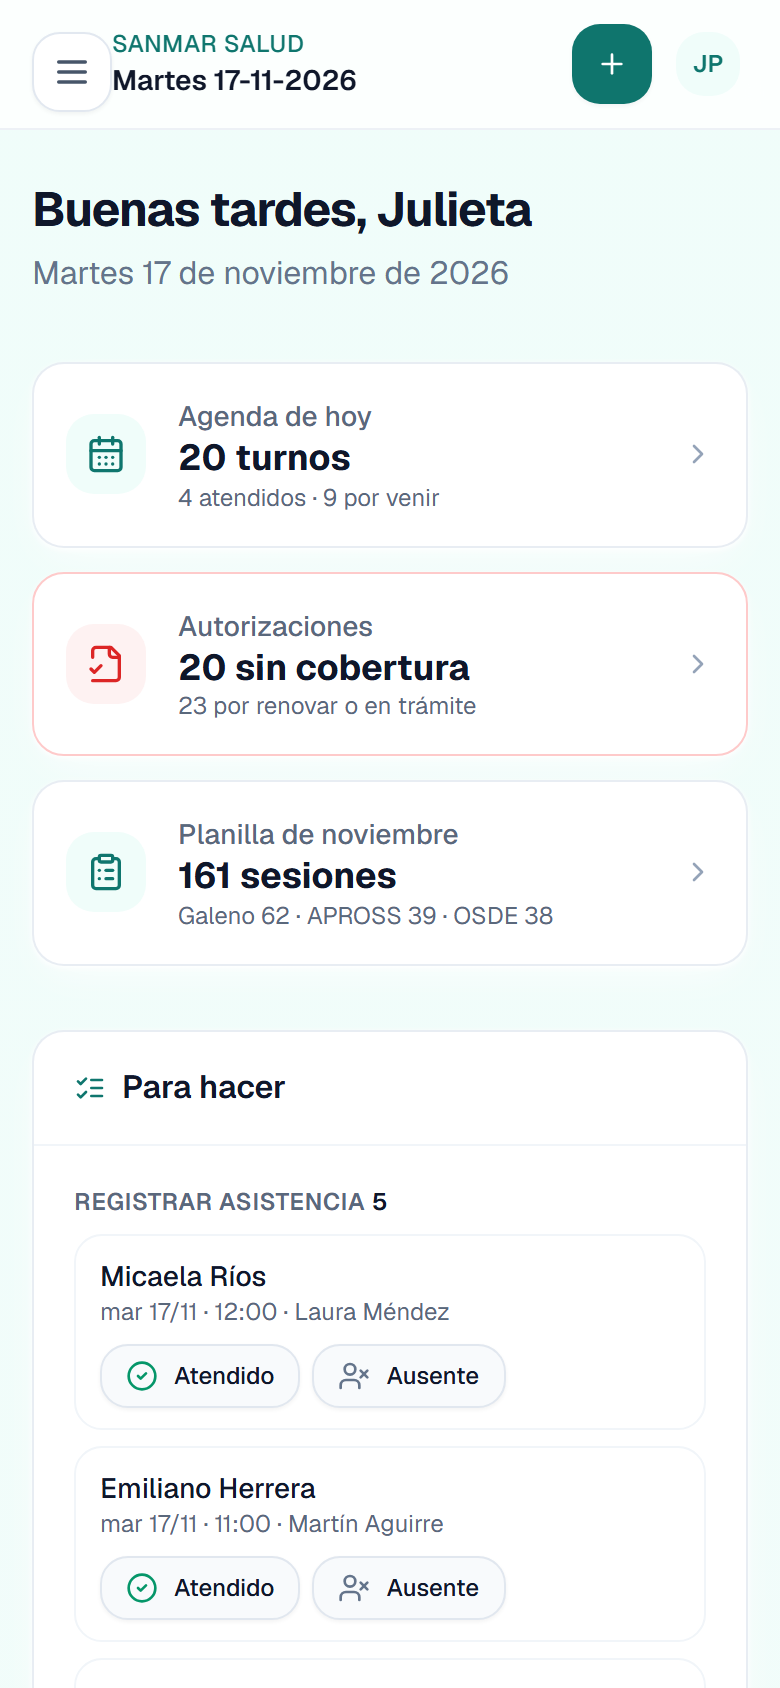 SANMAR SALUD
Martes 17-11-2026
JP
Buenas tardes, Julieta
Martes 17 de noviembre de 2026
Agenda de hoy
20 turnos
4 atendidos · 9 por venir
Autorizaciones
20 sin cobertura
23 por renovar o en trámite
Planilla de noviembre
161 sesiones
Galeno 62 · APROSS 39 · OSDE 38
Para hacer
REGISTRAR ASISTENCIA 5
Micaela Ríos
mar 17/11 · 12:00 · Laura Méndez
Atendido Ausente
Emiliano Herrera
mar 17/11 · 11:00 · Martín Aguirre
Atendido Ausente